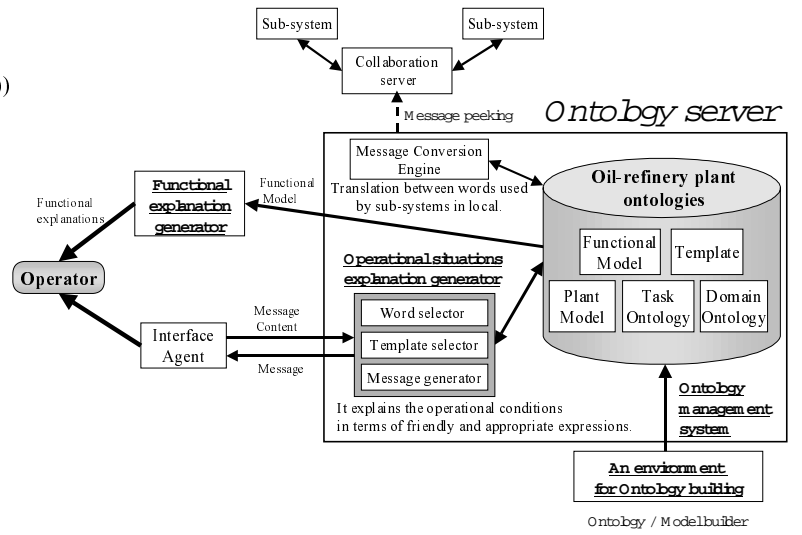 Sub-system
Sub-system
Collaboration
server
))
Message peeking
Ontology server
Message Conversion
Engine
Translation between words used
by sub-systems in local.
Oil-refinery plant
ontologies
Functional
Model
Template
Plant
Model
Task
Ontology
Domain
Ontology
Functional
explanation
generator
Functional
Model
Functional
explanations
Operator
Operational situations
explanation generator
Word selector
Template selector
Message generator
Message
Content
Interface
Agent
Message
It explains the operational conditions
in terms of friendly and appropriate expressions.
Ontology
management
system
An environment
for Ontology building
Ontology / Model builder